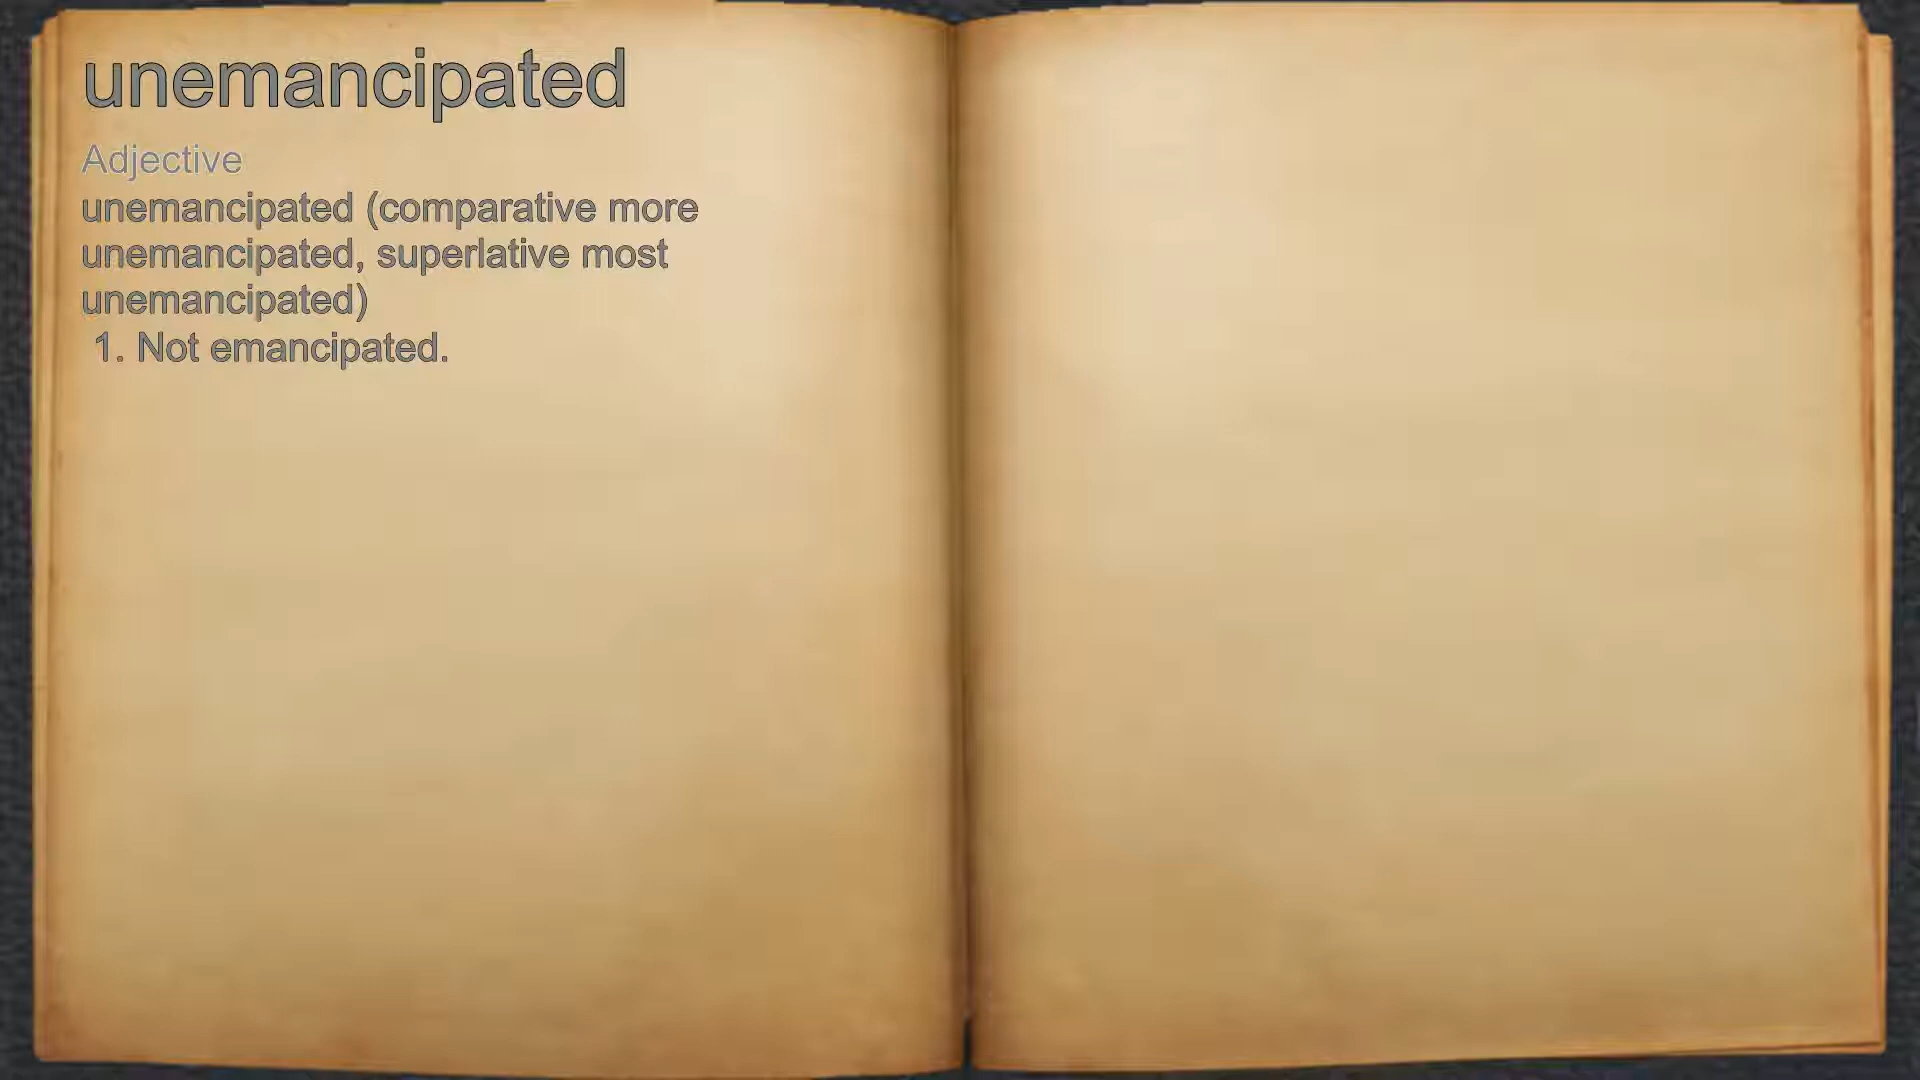 unemancipated
Adjective
unemancipated (comparative more
unemancipated, superlative most
unemancipated)
1. Not emancipated.